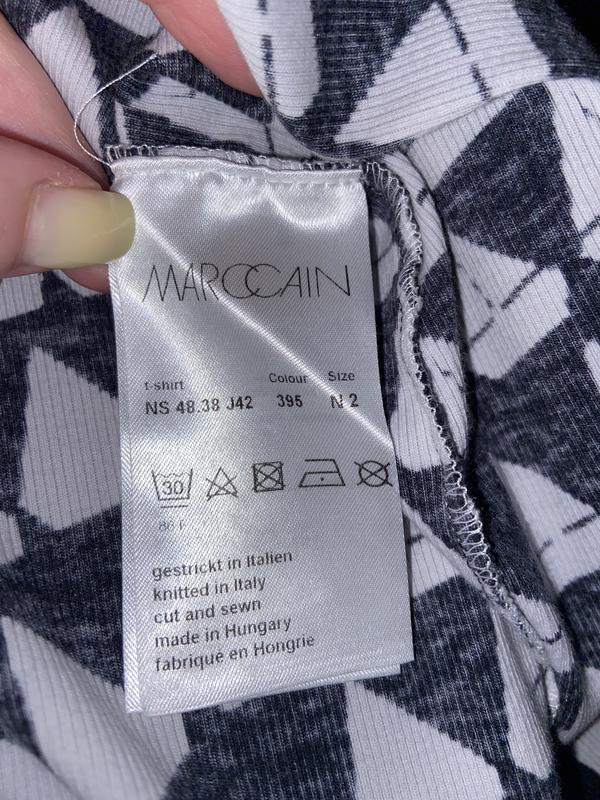 MARCCAIN
t-shirt Colour Size
NS 48.38 J42 395 N 2
30
86 F
gestrickt in Italien
knitted in Italy
cut and sewn
made in Hungary
fabriqué en Hongrie